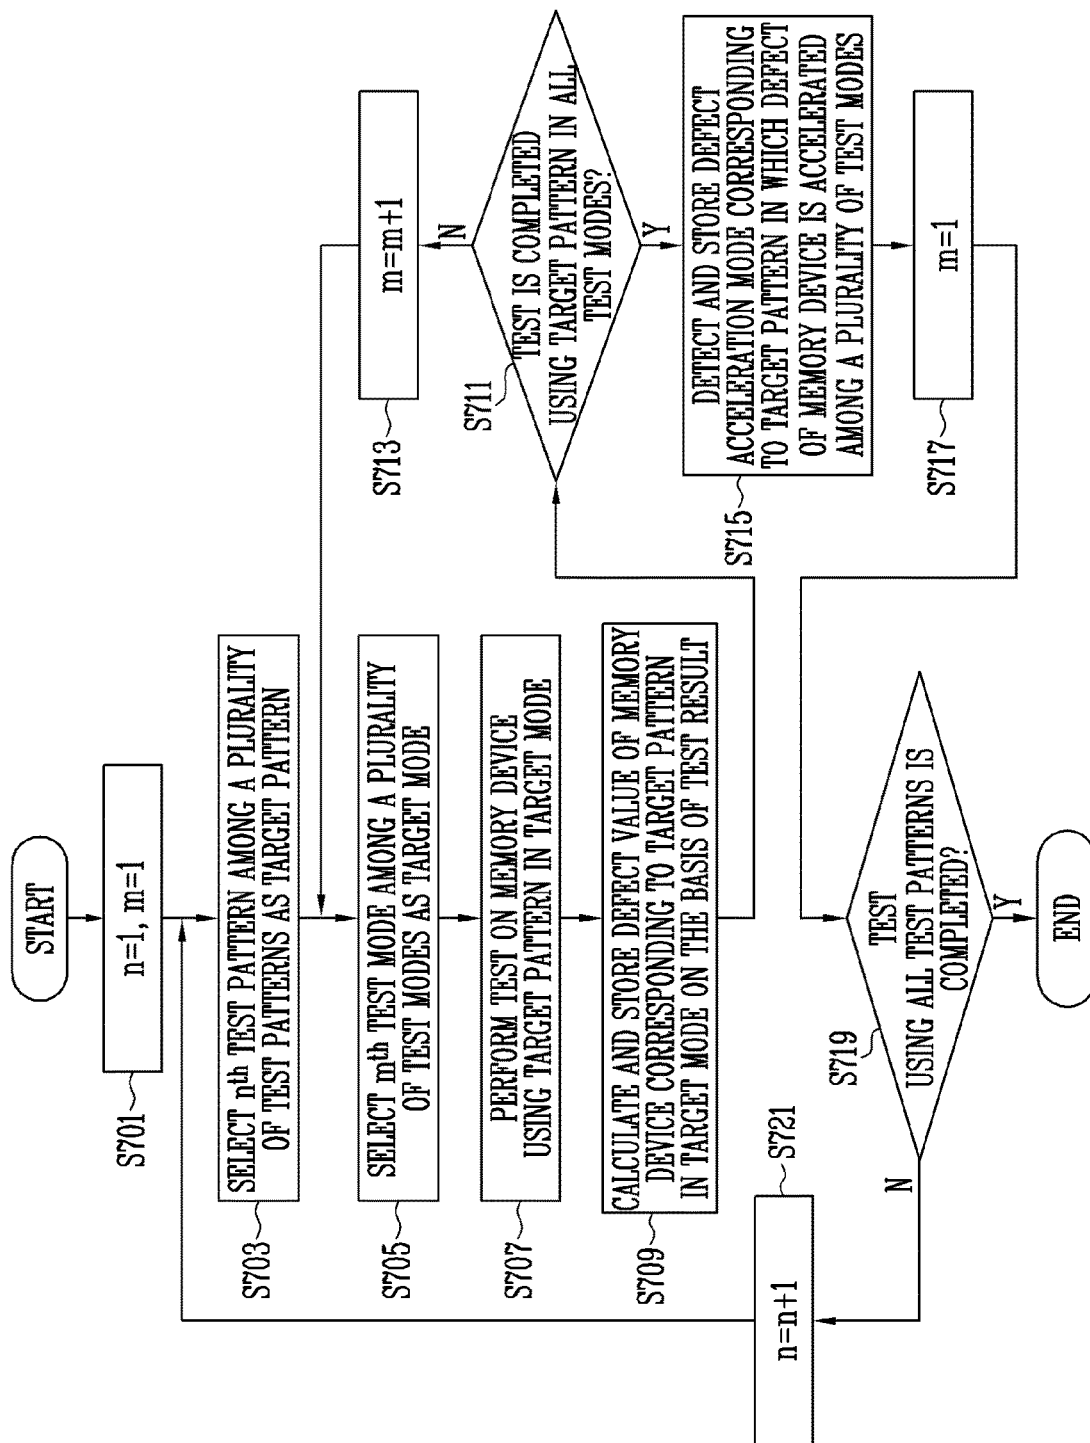 START
n=1, m=1
S701
SELECT nth TEST PATTERN AMONG A PLURALITY
OF TEST PATTERNS AS TARGET PATTERN
S703
SELECT mth TEST MODE AMONG A PLURALITY
OF TEST MODES AS TARGET MODE
S705
PERFORM TEST ON MEMORY DEVICE
USING TARGET PATTERN IN TARGET MODE
S707
CALCULATE AND STORE DEFECT VALUE OF MEMORY
DEVICE CORRESPONDING TO TARGET PATTERN
IN TARGET MODE ON THE BASIS OF TEST RESULT
S709
TEST IS COMPLETED
USING TARGET PATTERN IN ALL
TEST MODES?
S711
N
Y
m=m+1
S713
DETECT AND STORE DEFECT
ACCELERATION MODE CORRESPONDING
TO TARGET PATTERN IN WHICH DEFECT
OF MEMORY DEVICE IS ACCELERATED
AMONG A PLURALITY OF TEST MODES
S715
m=1
S717
TEST
USING ALL TEST PATTERNS IS
COMPLETED?
S719
N
Y
n=n+1
S721
END